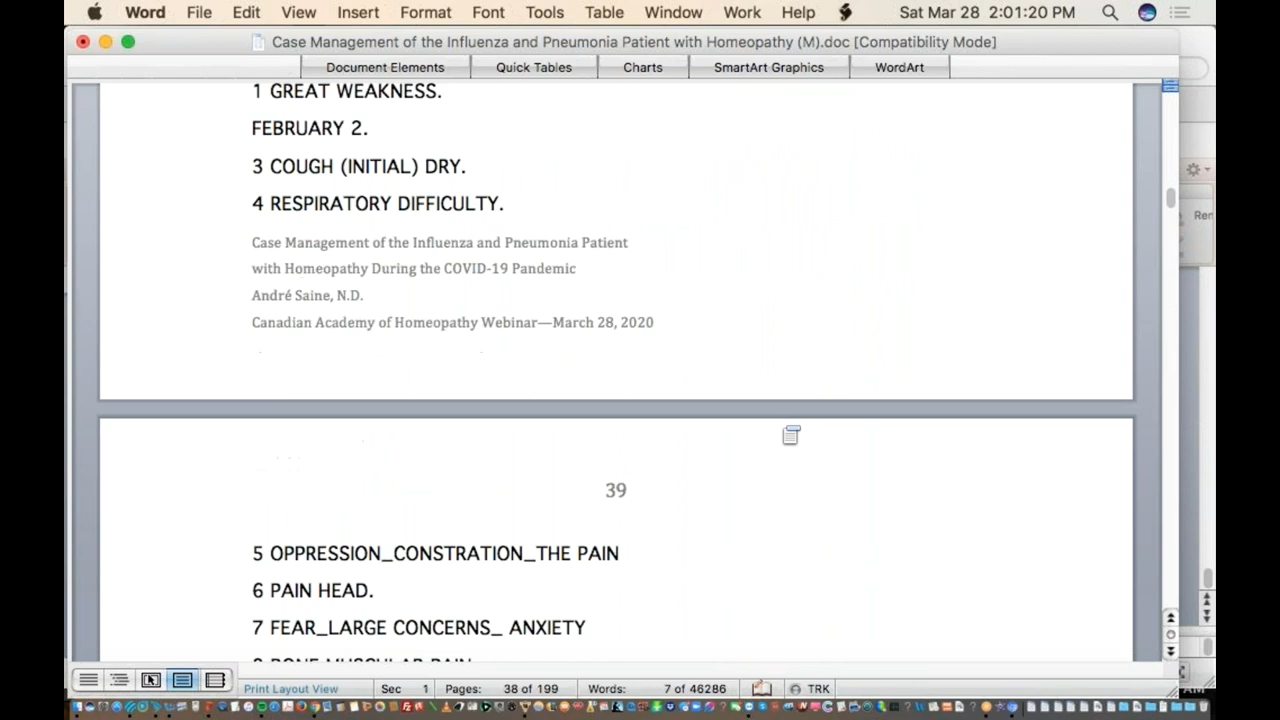 Word File Edit View Insert Format Font Tools Table Window Work Help Sat Mar 28 2:01:20 PM
Case Management of the Influenza and Pneumonia Patient with Homeopathy (M).doc [Compatibility Mode]
Document Elements Quick Tables Charts SmartArt Graphics WordArt
1 GREAT WEAKNESS.
FEBRUARY 2.
3 COUGH (INITIAL) DRY.
4 RESPIRATORY DIFFICULTY.
Case Management of the Influenza and Pneumonia Patient
with Homeopathy During the COVID-19 Pandemic
André Saine, N.D.
Canadian Academy of Homeopathy Webinar—March 28, 2020
39
5 OPPRESSION_CONSTRATION_THE PAIN
6 PAIN HEAD.
7 FEAR_LARGE CONCERNS_ ANXIETY
Print Layout View Sec 1 Pages: 38 of 199 Words: 7 of 46286 TRK